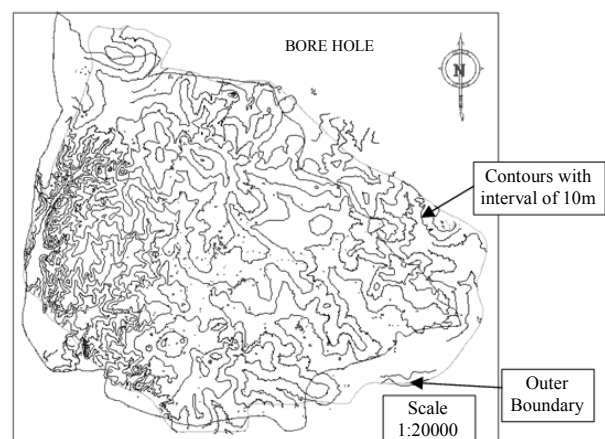 BORE HOLE
N
Contours with
interval of 10m
Outer
Boundary
Scale
1:20000